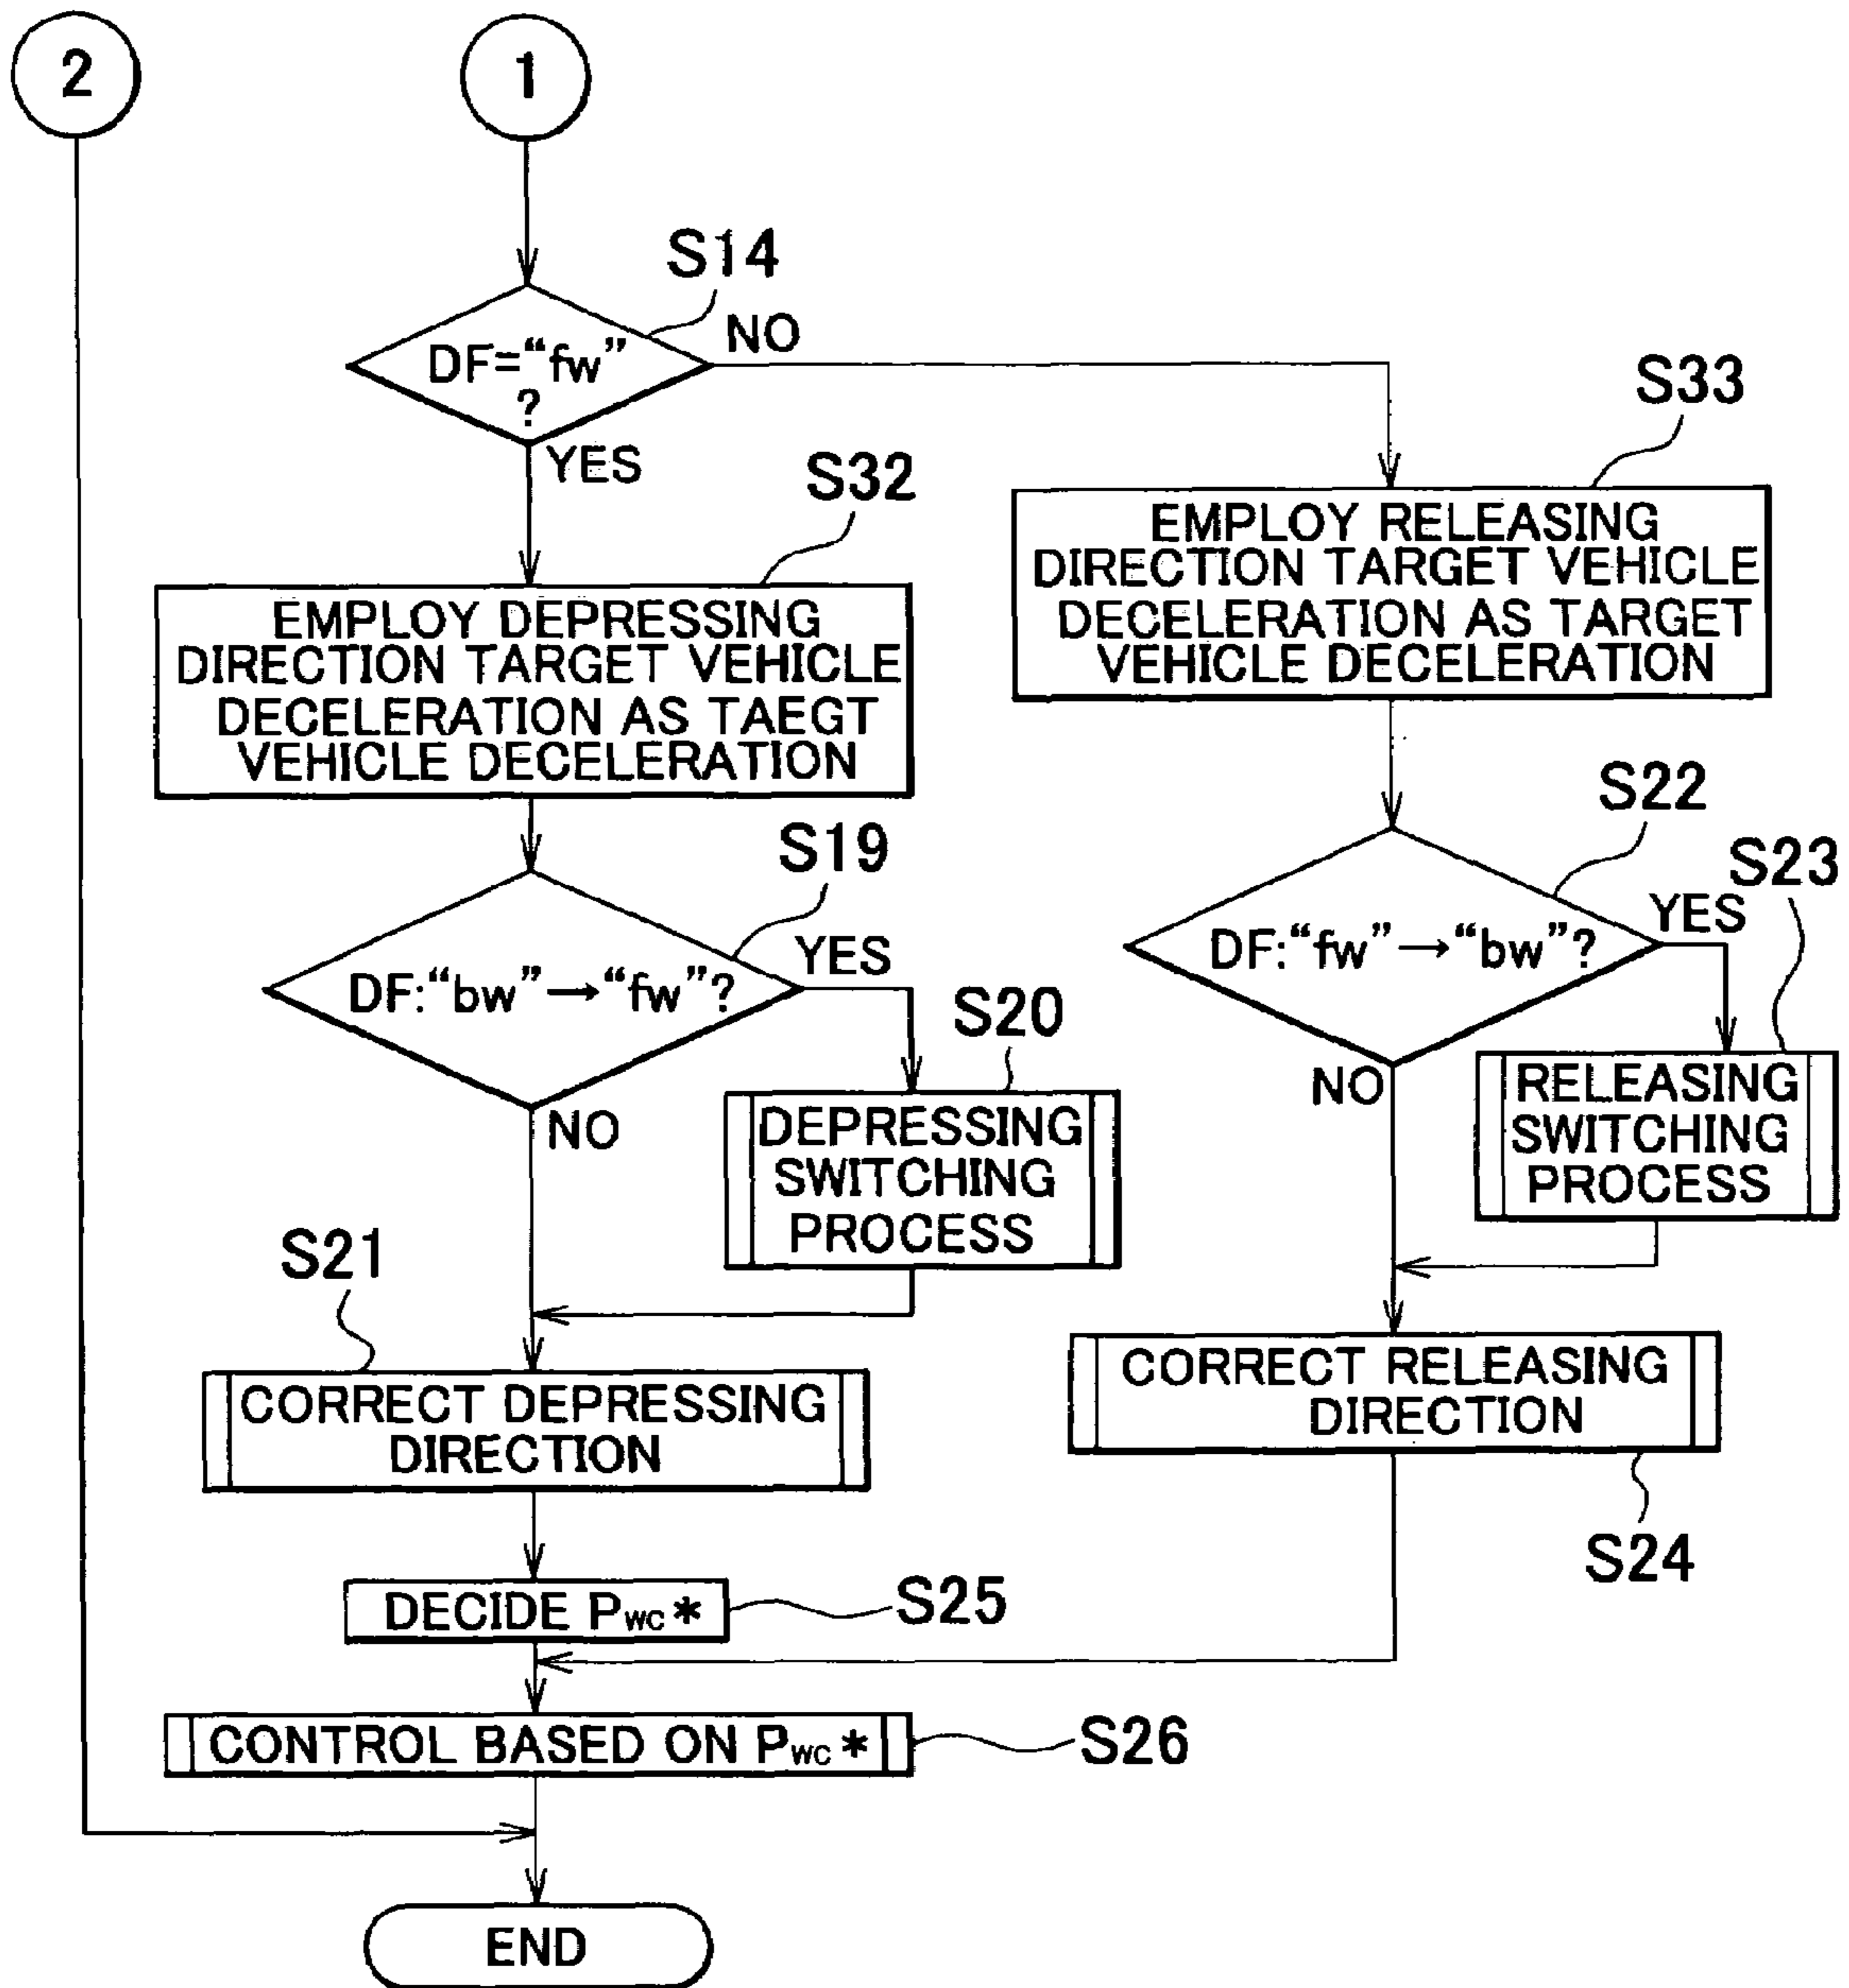 2
1
S14
DF=“fw”
?
NO
YES
S32
EMPLOY DEPRESSING
DIRECTION TARGET VEHICLE
DECELERATION AS TAEGT
VEHICLE DECELERATION
S33
EMPLOY RELEASING
DIRECTION TARGET VEHICLE
DECELERATION AS TARGET
VEHICLE DECELERATION
S19
DF:“bw”→“fw”?
YES
NO
S20
DEPRESSING
SWITCHING
PROCESS
S22
DF:“fw”→“bw”?
YES
NO
S23
RELEASING
SWITCHING
PROCESS
S21
CORRECT DEPRESSING
DIRECTION
CORRECT RELEASING
DIRECTION
S24
DECIDE PWC*
S25
CONTROL BASED ON PWC*
S26
END